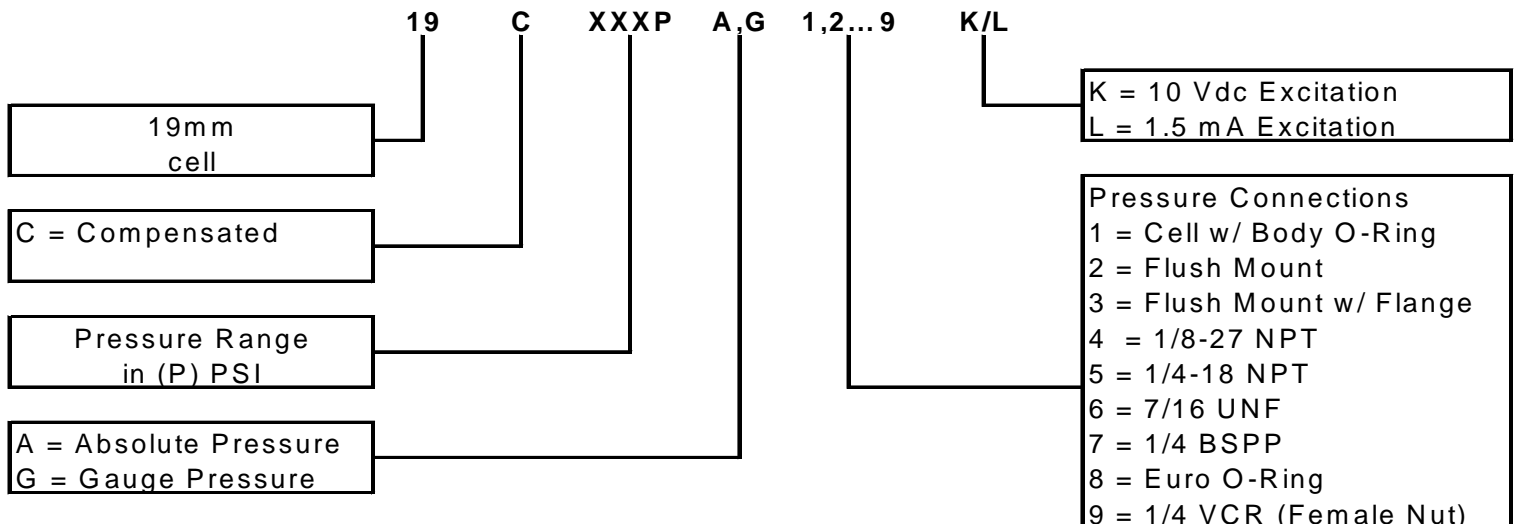 19 C XXXP A,G 1,2...9 K/L
19mm
cell
C = Compensated
Pressure Range
in (P) PSI
A = Absolute Pressure
G = Gauge Pressure
K = 10 Vdc Excitation
L = 1.5 mA Excitation
Pressure Connections
1 = Cell w/ Body O-Ring
2 = Flush Mount
3 = Flush Mount w/ Flange
4 = 1/8-27 NPT
5 = 1/4-18 NPT
6 = 7/16 UNF
7 = 1/4 BSPP
8 = Euro O-Ring
9 = 1/4 VCR (Female Nut)